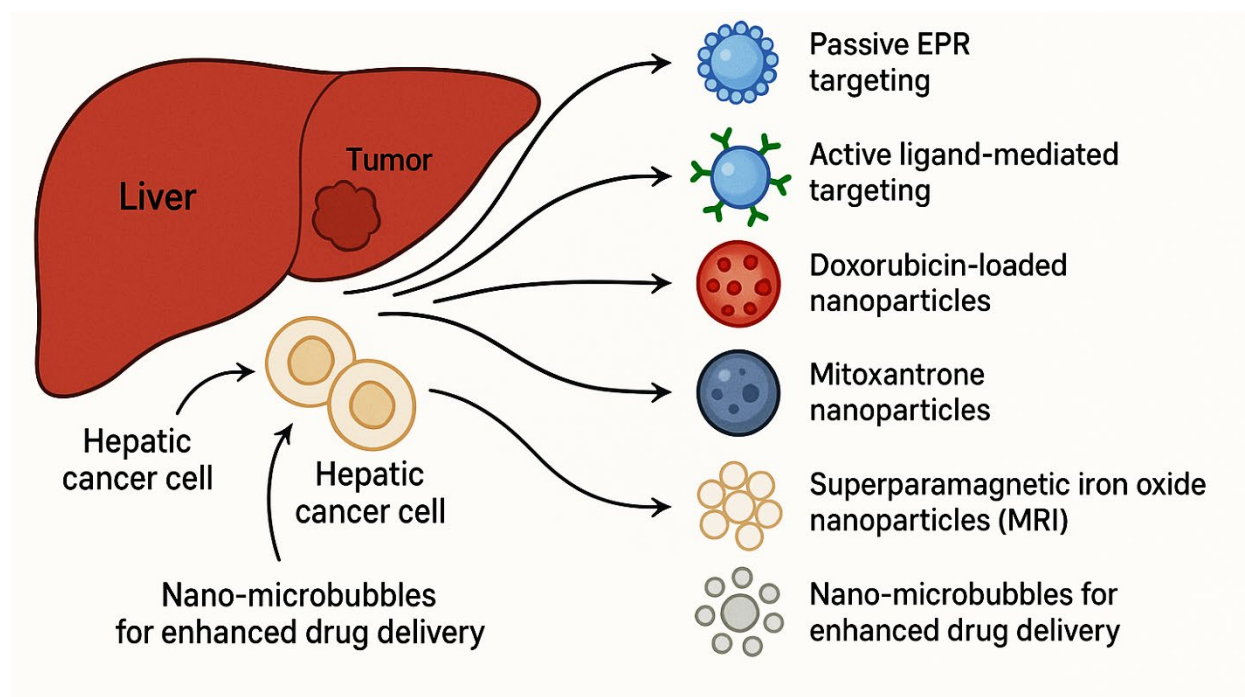 Liver
Tumor
Hepatic
cancer cell
Hepatic
cancer cell
Nano-microbubbles
for enhanced drug delivery
Passive EPR
targeting
Active ligand-mediated
targeting
Doxorubicin-loaded
nanoparticles
Mitoxantrone
nanoparticles
Superparamagnetic iron oxide
nanoparticles (MRI)
Nano-microbubbles for
enhanced drug delivery